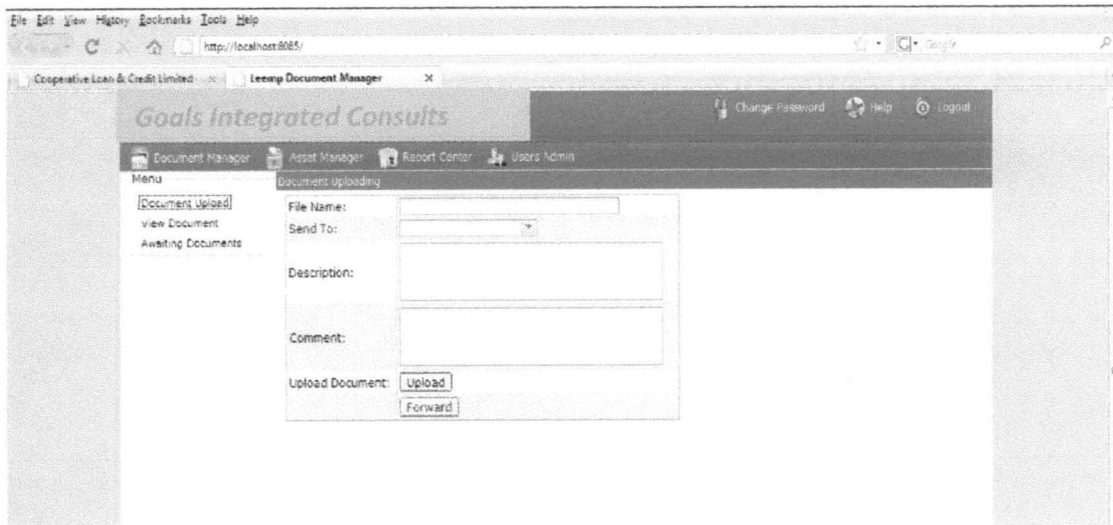 File Edit View History Bookmarks Tools Help
http://localhost:8085/
Google
Cooperative Loan & Credit Limited
Leemp Document Manager
Goals Integrated Consults
Change Password Help Logout
Document Manager Asset Manager Report Center Users Admin
Menu
Document Uploading
Document Upload
View Document
Awaiting Documents
File Name:
Send To:
Description:
Comment:
Upload Document: Upload
Forward